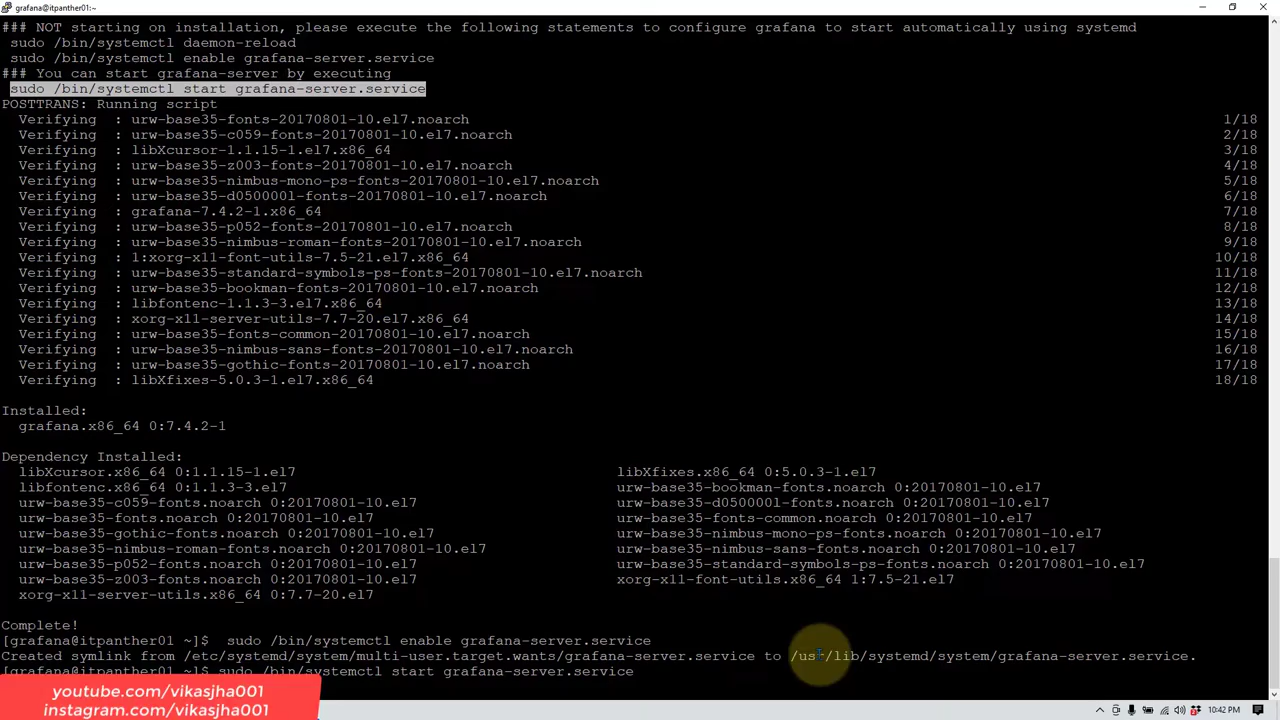 grafana@itpanther01:~
### NOT starting on installation, please execute the following statements to configure grafana to start automatically using systemd
sudo /bin/systemctl daemon-reload
sudo /bin/systemctl enable grafana-server.service
### You can start grafana-server by executing
sudo /bin/systemctl start grafana-server.service
POSTTRANS: Running script
Verifying : urw-base35-fonts-20170801-10.el7.noarch 1/18
Verifying : urw-base35-c059-fonts-20170801-10.el7.noarch 2/18
Verifying : libXcursor-1.1.15-1.el7.x86_64 3/18
Verifying : urw-base35-z003-fonts-20170801-10.el7.noarch 4/18
Verifying : urw-base35-nimbus-mono-ps-fonts-20170801-10.el7.noarch 5/18
Verifying : urw-base35-d050000l-fonts-20170801-10.el7.noarch 6/18
Verifying : grafana-7.4.2-1.x86_64 7/18
Verifying : urw-base35-p052-fonts-20170801-10.el7.noarch 8/18
Verifying : urw-base35-nimbus-roman-fonts-20170801-10.el7.noarch 9/18
Verifying : 1:xorg-x11-font-utils-7.5-21.el7.x86_64 10/18
Verifying : urw-base35-standard-symbols-ps-fonts-20170801-10.el7.noarch 11/18
Verifying : urw-base35-bookman-fonts-20170801-10.el7.noarch 12/18
Verifying : libfontenc-1.1.3-3.el7.x86_64 13/18
Verifying : xorg-x11-server-utils-7.7-20.el7.x86_64 14/18
Verifying : urw-base35-fonts-common-20170801-10.el7.noarch 15/18
Verifying : urw-base35-nimbus-sans-fonts-20170801-10.el7.noarch 16/18
Verifying : urw-base35-gothic-fonts-20170801-10.el7.noarch 17/18
Verifying : libXfixes-5.0.3-1.el7.x86_64 18/18
Installed:
grafana.x86_64 0:7.4.2-1
Dependency Installed:
libXcursor.x86_64 0:1.1.15-1.el7 libXfixes.x86_64 0:5.0.3-1.el7
libfontenc.x86_64 0:1.1.3-3.el7 urw-base35-bookman-fonts.noarch 0:20170801-10.el7
urw-base35-c059-fonts.noarch 0:20170801-10.el7 urw-base35-d050000l-fonts.noarch 0:20170801-10.el7
urw-base35-fonts.noarch 0:20170801-10.el7 urw-base35-fonts-common.noarch 0:20170801-10.el7
urw-base35-gothic-fonts.noarch 0:20170801-10.el7 urw-base35-nimbus-mono-ps-fonts.noarch 0:20170801-10.el7
urw-base35-nimbus-roman-fonts.noarch 0:20170801-10.el7 urw-base35-nimbus-sans-fonts.noarch 0:20170801-10.el7
urw-base35-p052-fonts.noarch 0:20170801-10.el7 urw-base35-standard-symbols-ps-fonts.noarch 0:20170801-10.el7
urw-base35-z003-fonts.noarch 0:20170801-10.el7 xorg-x11-font-utils.x86_64 1:7.5-21.el7
xorg-x11-server-utils.x86_64 0:7.7-20.el7
Complete!
[grafana@itpanther01 ~]$ sudo /bin/systemctl enable grafana-server.service
Created symlink from /etc/systemd/system/multi-user.target.wants/grafana-server.service to /usr/lib/systemd/system/grafana-server.service.
[grafana@itpanther01 ~]$ sudo /bin/systemctl start grafana-server.service
youtube.com/vikasjha001
instagram.com/vikasjha001
10:42 PM